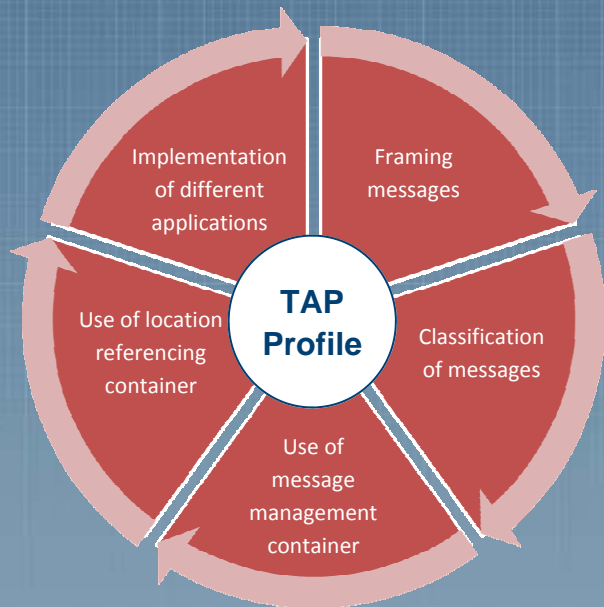 TAP
Profile
Framing
messages
Classification
of messages
Use of
message
management
container
Use of location
referencing
container
Implementation
of different
applications